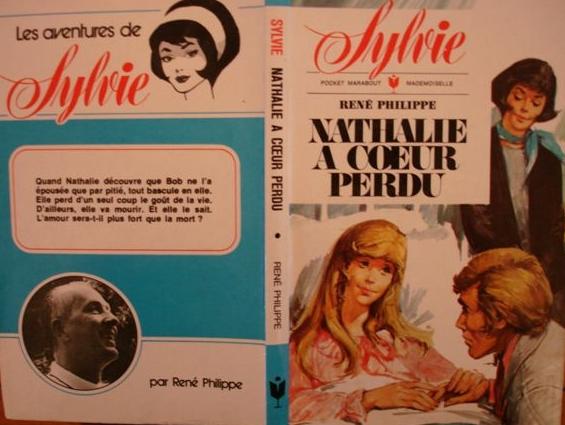 Les aventures de
Sylvie
Quand Nathalie découvre que Bob ne l'a
épousée que par pitié, tout bascule en elle.
Elle perd d'un seul coup le goût de la vie.
D'ailleurs, elle va mourir. Et elle le sait.
L'amour sera-t-il plus fort que la mort ?
par René Philippe
SYLVIE NATHALIE A CŒUR PERDU • RENÉ PHILIPPE
Sylvie
POCKET MARABOUT MADEMOISELLE
RENÉ PHILIPPE
NATHALIE
A CŒUR
PERDU